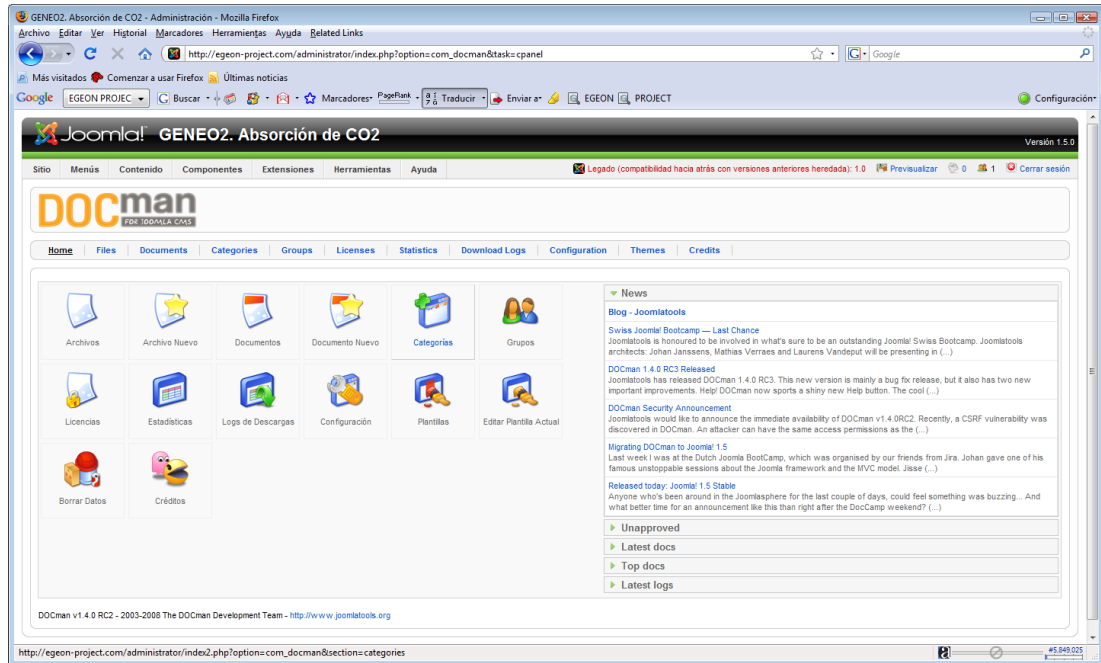 GENEO2. Absorción de CO2 - Administración - Mozilla Firefox
Archivo Editar Ver Historial Marcadores Herramientas Ayuda Related Links
http://egeon-project.com/administrator/index.php?option=com_docman&task=cpanel
Google
Más visitados Comenzar a usar Firefox Últimas noticias
Google EGEON PROJEC Buscar Marcadores PageRank Traducir Enviar a EGEON PROJECT Configuración
Joomla! GENEO2. Absorción de CO2
Versión 1.5.0
Sitio Menús Contenido Componentes Extensiones Herramientas Ayuda
Legado (compatibilidad hacia atrás con versiones anteriores heredada): 1.0 Previsualizar 0 1 Cerrar sesión
DOCman
FOR JOOMLA CMS
Home Files Documents Categories Groups Licenses Statistics Download Logs Configuration Themes Credits
Archivos Archivo Nuevo Documentos Documento Nuevo Categorías Grupos
Licencias Estadísticas Logs de Descargas Configuración Plantillas Editar Plantilla Actual
Borrar Datos Créditos
News
Blog - Joomlatools
Swiss Joomla! Bootcamp — Last Chance
Joomlatools is honoured to be involved in what's sure to be an outstanding Joomla! Swiss Bootcamp. Joomlatools
architects: Johan Janssens, Mathias Verraes and Laurens Vandeput will be presenting in (...)
DOCman 1.4.0 RC3 Released
Joomlatools has released DOCman 1.4.0 RC3. This new version is mainly a bug fix release, but it also has two new
important improvements. Help! DOCman now sports a shiny new Help button. The cool (...)
DOCman Security Announcement
Joomlatools would like to announce the immediate availability of DOCman v1.4.0RC2. Recently, a CSRF vulnerability was
discovered in DOCman. An attacker can have the same access permissions as the (...)
Migrating DOCman to Joomla! 1.5
Last week I was at the Dutch Joomla BootCamp, which was organised by our friends from Jira. Johan gave one of his
famous unstoppable sessions about the Joomla framework and the MVC model. Jisse (...)
Released today: Joomla! 1.5 Stable
Anyone who's been around in the Joomlasphere for the last couple of days, could feel something was buzzing... And
what better time for an announcement like this than right after the DocCamp weekend? (...)
Unapproved
Latest docs
Top docs
Latest logs
DOCman v1.4.0 RC2 - 2003-2008 The DOCman Development Team - http://www.joomlatools.org
http://egeon-project.com/administrator/index2.php?option=com_docman&section=categories
#5,849,025